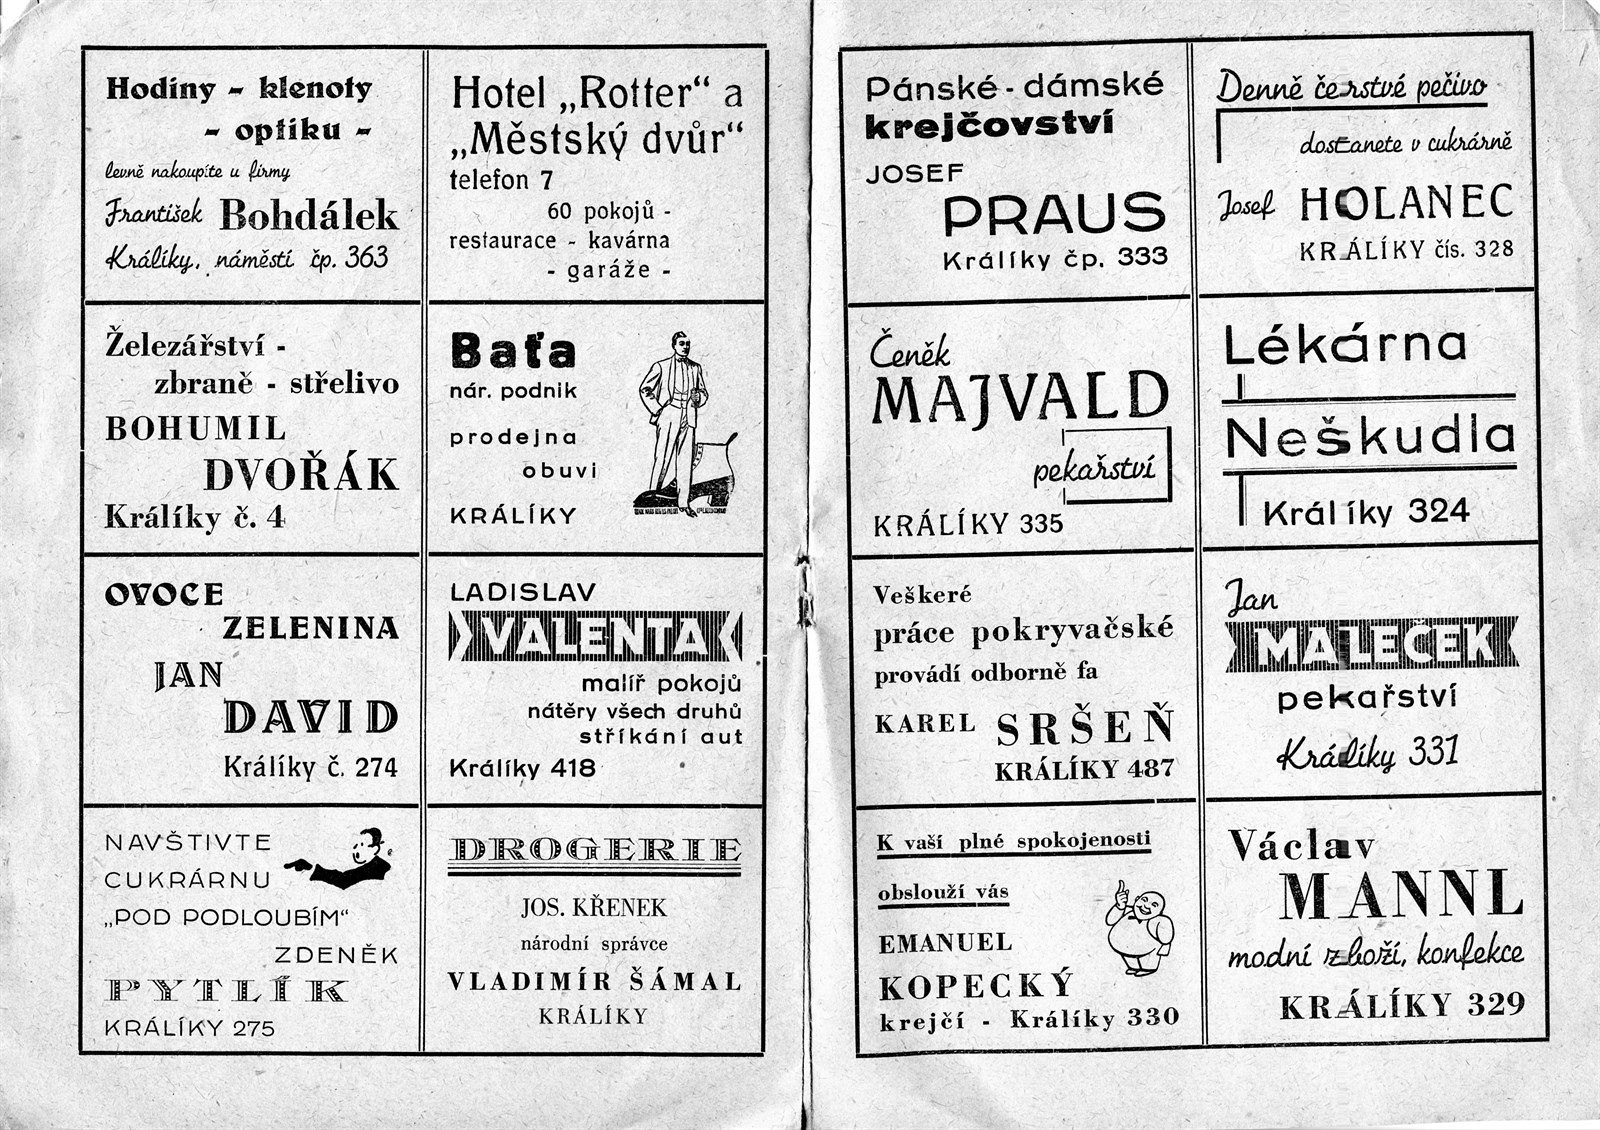 Hodiny - klenoty
- optiku -
levně nakoupíte u firmy
František Bohdálek
Králíky, náměstí čp. 363
Hotel „Rotter“ a
„Městský dvůr“
telefon 7
60 pokojů -
restaurace - kavárna
- garáže -
Železářství -
zbraně - střelivo
BOHUMIL
DVOŘÁK
Králíky č. 4
Baťa
nár. podnik
prodejna
obuvi
KRÁLÍKY
OVOCE
ZELENINA
JAN
DAVID
Králíky č. 274
LADISLAV
VALENTA
malíř pokojů
nátěry všech druhů
stříkání aut
Králíky 418
NAVŠTIVTE
CUKRÁRNU
„POD PODLOUBÍM“
ZDENĚK
PYTLÍK
KRÁLÍKY 275
DROGERIE
JOS. KŘENEK
národní správce
VLADIMÍR ŠÁMAL
KRÁLÍKY
Pánské - dámské
krejčovství
JOSEF
PRAUS
Králíky čp. 333
Denně čerstvé pečivo
dostanete v cukrárně
Josef HOLANEC
KRÁLÍKY čís. 328
Čeněk
MAJVALD
pekařství
KRÁLÍKY 335
Lékárna
Neškudla
Králíky 324
Veškeré
práce pokryvačské
provádí odborně fa
KAREL SRŠEŇ
KRÁLÍKY 487
Jan
MALEČEK
pekařství
Králíky 331
K vaší plné spokojenosti
obslouží vás
EMANUEL
KOPECKÝ
krejčí - Králíky 330
Václav
MANNL
modní zboží, konfekce
KRÁLÍKY 329